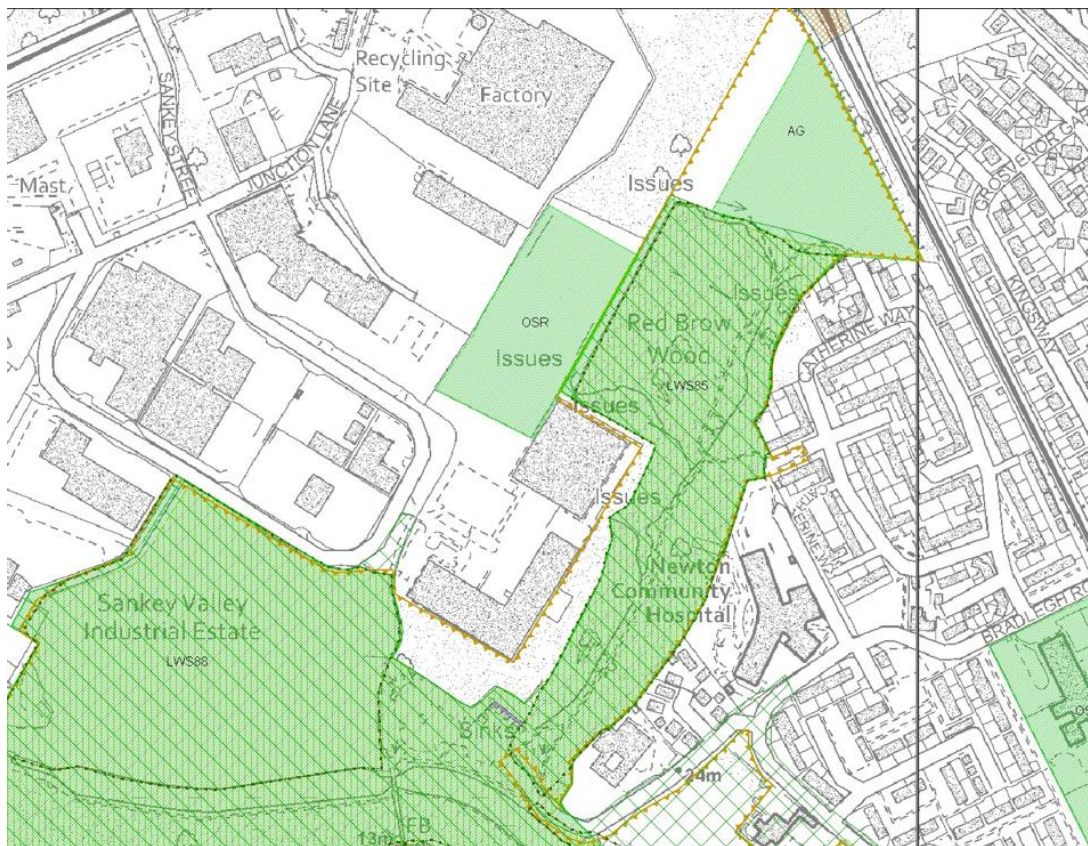 Recycling
Site
Factory
SANKEY STREET
JUNCTION LANE
Mast
AG
Issues
OSR
Issues
Issues
Red Brow
Wood
LWS85
Issues
Issues
KINGSWAY
Newton
Community
Hospital
Sankey Valley
Industrial Estate
LWS88
Sinks
24m
FB
13m